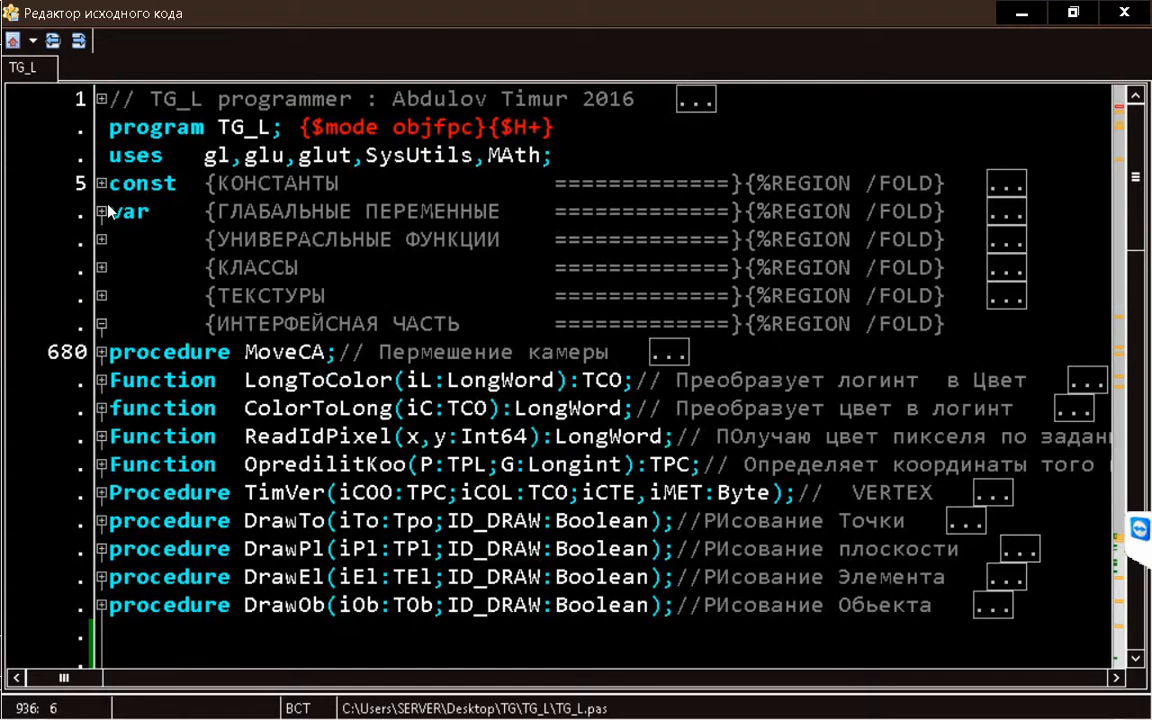 Редактор исходного кода
TG_L
1 // TG_L programmer : Abdulov Timur 2016 ...
. program TG_L; {$mode objfpc}{$H+}
. uses gl,glu,glut,SysUtils,MAth;
5 const {КОНСТАНТЫ =============}{%REGION /FOLD} ...
. var {ГЛАБАЛЬНЫЕ ПЕРЕМЕННЫЕ =============}{%REGION /FOLD} ...
. {УНИВЕРАСЛЬНЫЕ ФУНКЦИИ =============}{%REGION /FOLD} ...
. {КЛАССЫ =============}{%REGION /FOLD} ...
. {ТЕКСТУРЫ =============}{%REGION /FOLD} ...
. {ИНТЕРФЕЙСНАЯ ЧАСТЬ =============}{%REGION /FOLD}
680 procedure MoveCA;// Пермешение камеры ...
. Function LongToColor(iL:LongWord):TCO;// Преобразует логинт в Цвет ...
. function ColorToLong(iC:TCO):LongWord;// Преобразует цвет в логинт ...
. Function ReadIdPixel(x,y:Int64):LongWord;// ПОлучаю цвет пикселя по задан
. Function OpredilitKoo(P:TPL;G:Longint):TPC;// Определяет координаты того
. Procedure TimVer(iCOO:TPC;iCOL:TCO;iCTE,iMET:Byte);// VERTEX ...
. procedure DrawTo(iTo:Tpo;ID_DRAW:Boolean);//РИсование Точки ...
. procedure DrawPl(iPl:TPl;ID_DRAW:Boolean);//РИсование плоскости ...
. procedure DrawEl(iEl:TEl;ID_DRAW:Boolean);//РИсование Элемента ...
. procedure DrawOb(iOb:TOb;ID_DRAW:Boolean);//РИсование Обьекта ...
.
.
936: 6 ВСТ C:\Users\SERVER\Desktop\TG\TG_L\TG_L.pas